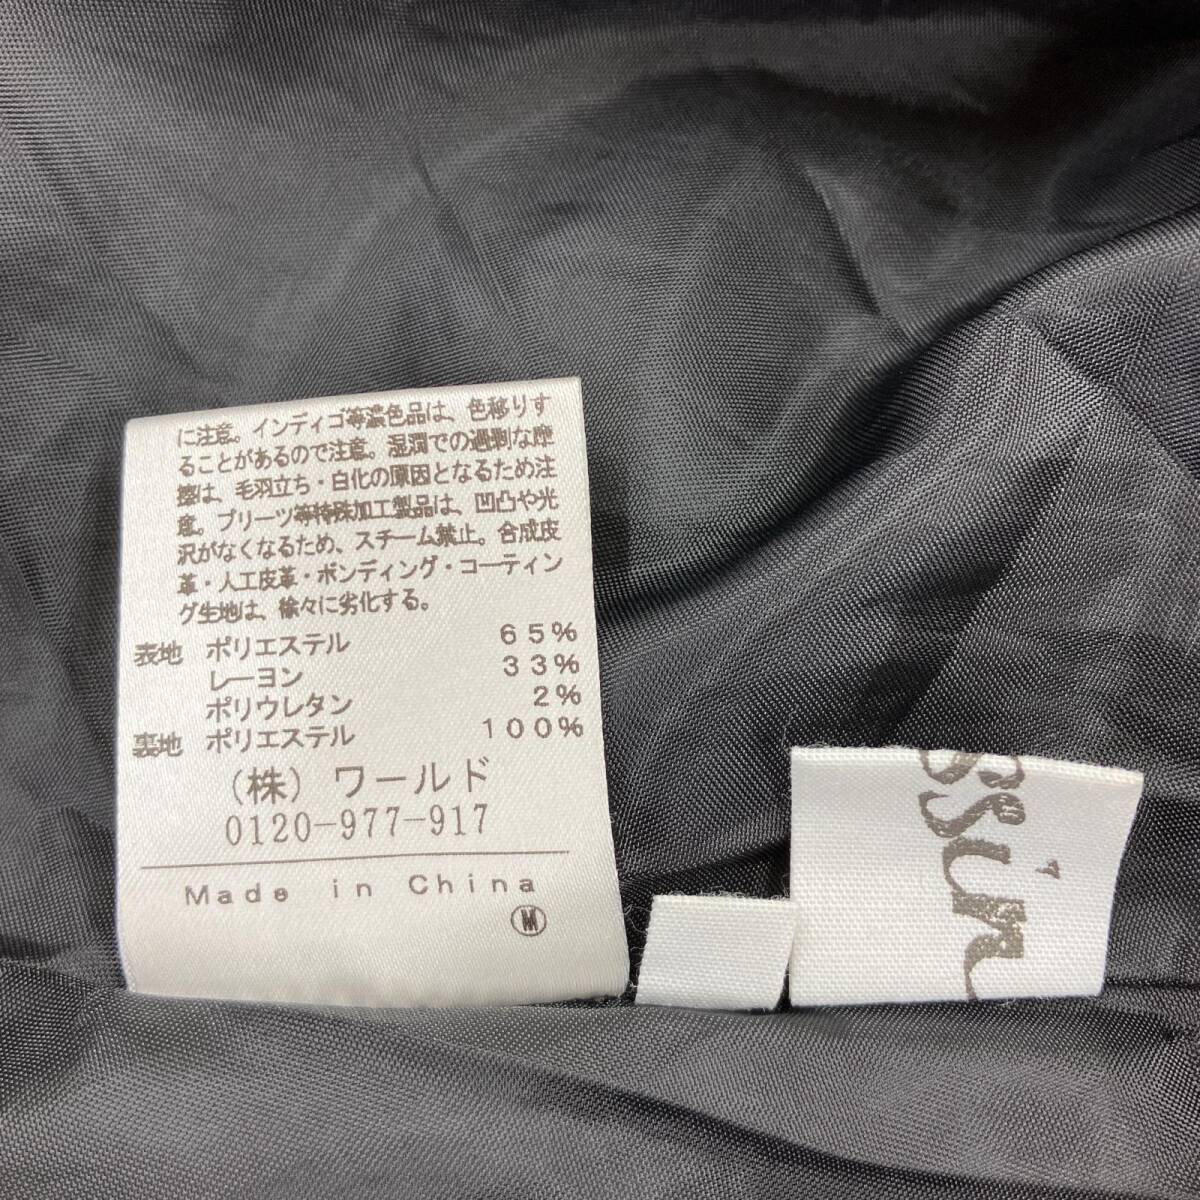 に注意。インディゴ等濃色品は、色移りす
ることがあるので注意。湿潤での過剰な摩
擦は、毛羽立ち・白化の原因となるため注
意。プリーツ等特殊加工製品は、凹凸や光
沢がなくなるため、スチーム禁止。合成皮
革・人工皮革・ボンディング・コーティン
グ生地は、徐々に劣化する。
表地 ポリエステル 65%
レーヨン 33%
ポリウレタン 2%
裏地 ポリエステル 100%
(株) ワールド
0120-977-917
Made in China
Ⓜ